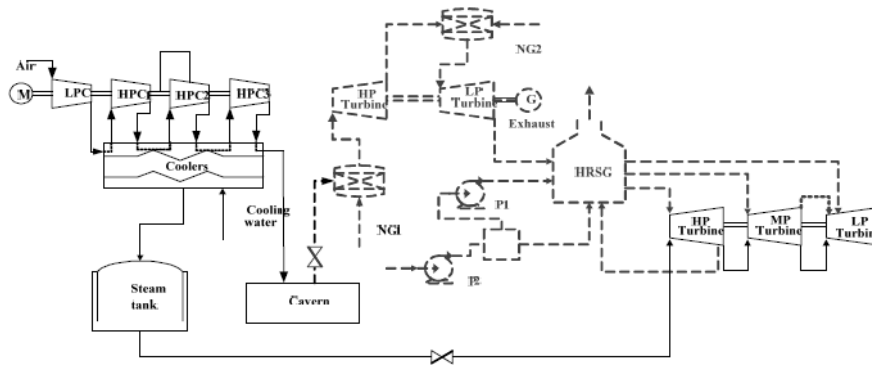 Air
M
LPC
HPC1
HPC2
HPC3
Coolers
Cooling
water
Steam
tank
Cavern
NG1
NG2
HP
Turbine
LP
Turbine
G
Exhaust
HRSG
P1
P2
HP
Turbine
MP
Turbine
LP
Turbine